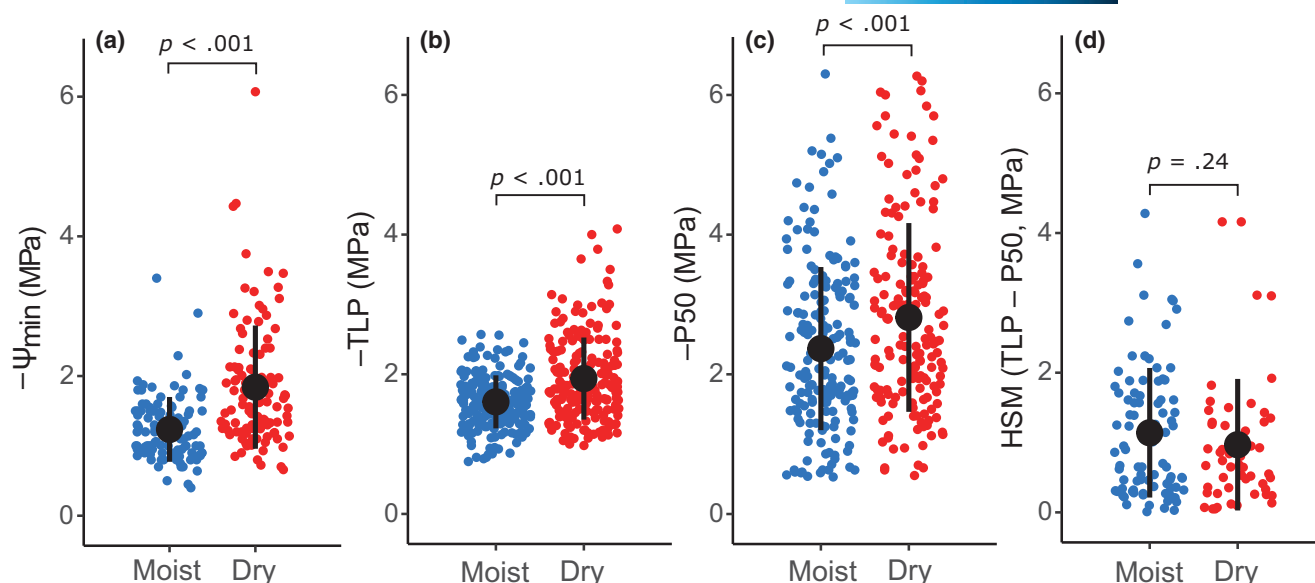 (a)
p < .001
–Ψmin (MPa)
6
4
2
0
Moist Dry
(b)
p < .001
–TLP (MPa)
6
4
2
0
Moist Dry
(c)
p < .001
–P50 (MPa)
6
4
2
0
Moist Dry
(d)
p = .24
HSM (TLP – P50, MPa)
6
4
2
0
Moist Dry